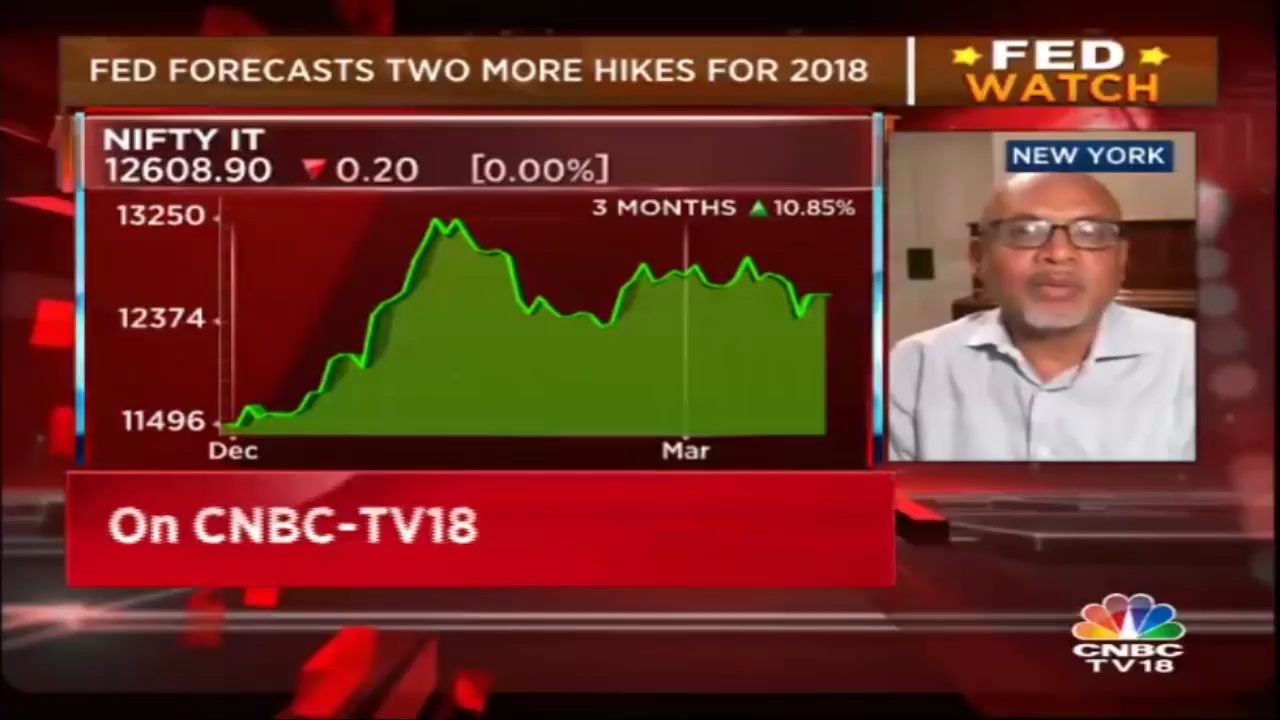 FED FORECASTS TWO MORE HIKES FOR 2018
FED
WATCH
NIFTY IT
12608.90 ▼ 0.20 [0.00%]
3 MONTHS ▲ 10.85%
13250
12374
11496
Dec Mar
NEW YORK
On CNBC-TV18
CNBC
TV18